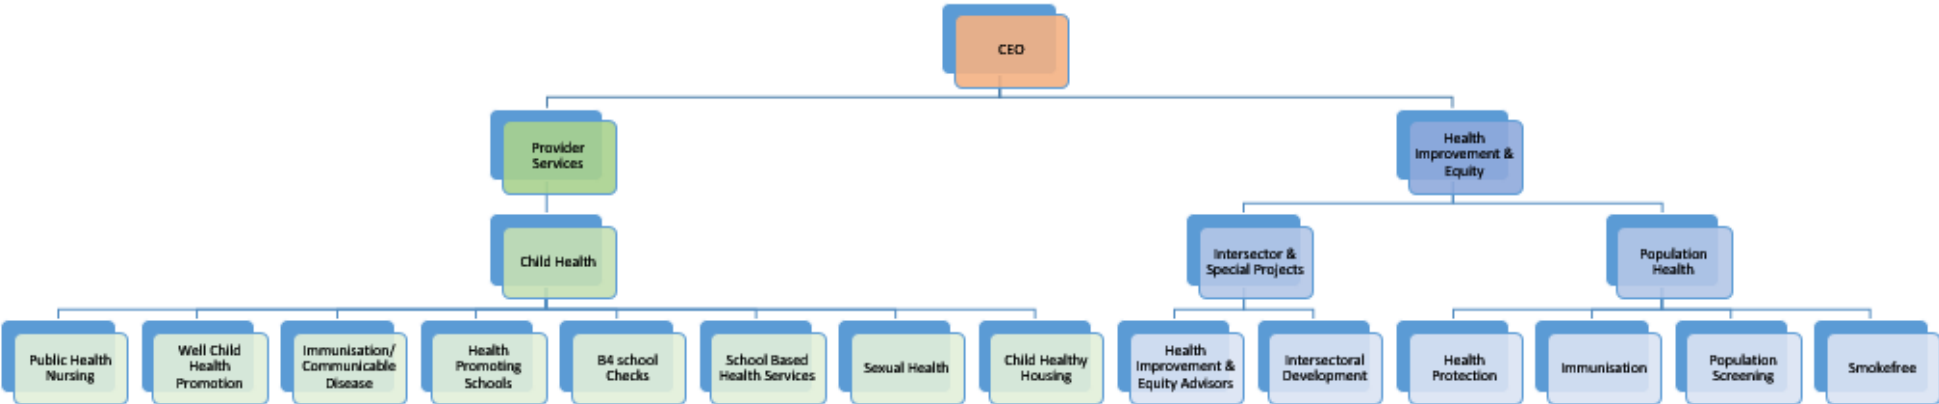 CEO
Provider
Services
Health
Improvement &
Equity
Child Health
Intersector &
Special Projects
Population
Health
Public Health
Nursing
Well Child
Health
Promotion
Immunisation/
Communicable
Disease
Health
Promoting
Schools
B4 school
Checks
School Based
Health Services
Sexual Health
Child Healthy
Housing
Health
Improvement &
Equity Advisors
Intersectoral
Development
Health
Protection
Immunisation
Population
Screening
Smokefree